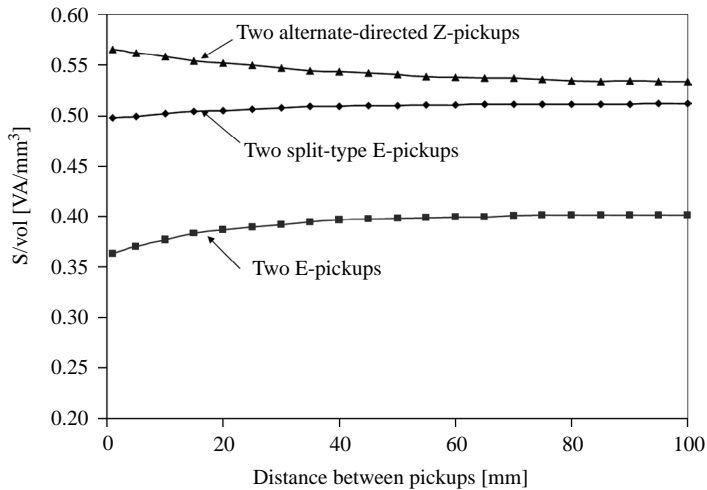 0.60
0.55
0.50
0.45
0.40
0.35
0.30
0.25
0.20
S/vol [VA/mm³]
Two alternate-directed Z-pickups
Two split-type E-pickups
Two E-pickups
0 20 40 60 80 100
Distance between pickups [mm]